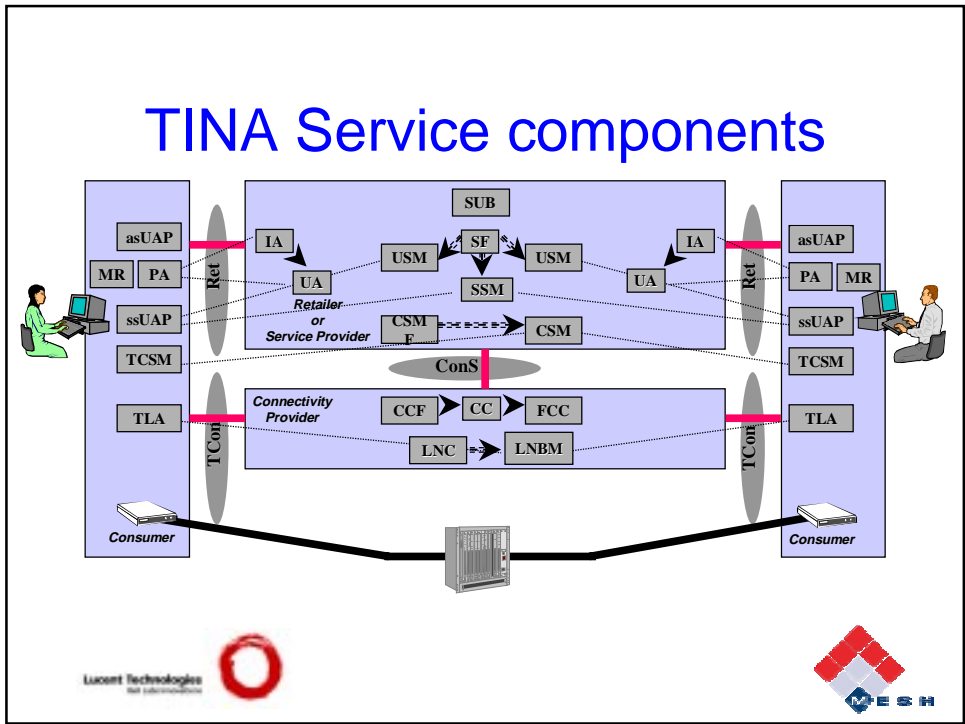 TINA Service components
SUB
asUAP
IA
SF
IA
asUAP
MR
PA
Ret
UA
USM
USM
UA
Ret
PA
MR
SSM
Retailer
or
Service Provider
ssUAP
CSM
F
CSM
ssUAP
TCSM
ConS
TCSM
Connectivity
Provider
TLA
TCon
CCF
CC
FCC
TCon
TLA
LNC
LNBM
Consumer
Consumer
Lucent Technologies
MESH